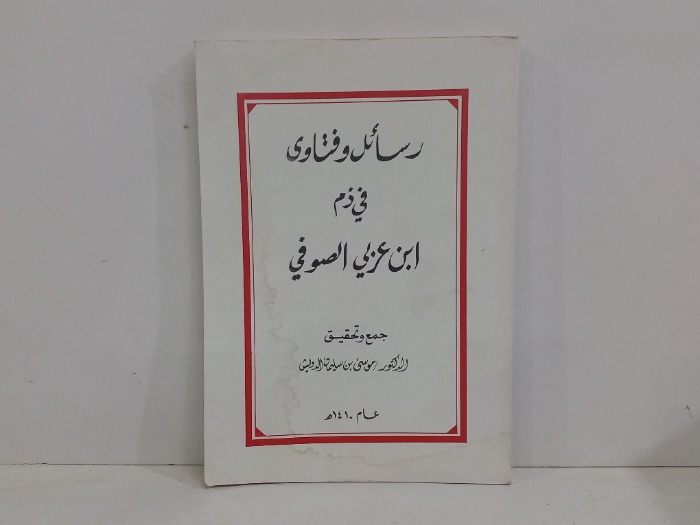 رسائل وفتاوى
في ذم
ابن عربي الصوفي
جمع وتحقيق
الدكتور/موسى بن سليمان الدويش
عام ١٤١٠هـ